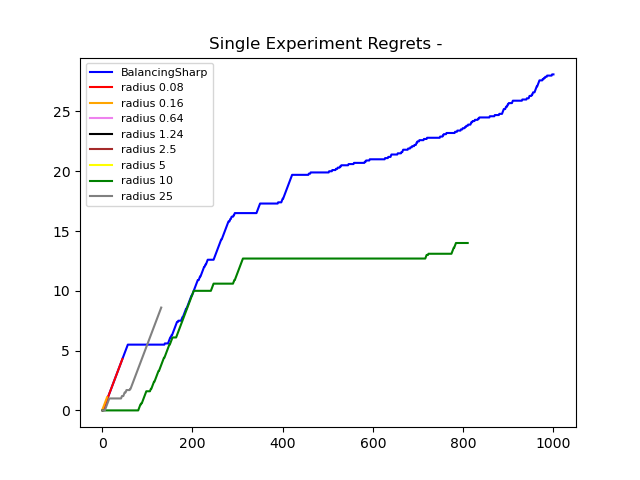 Single Experiment Regrets -
BalancingSharp
radius 0.08
radius 0.16
radius 0.64
radius 1.24
radius 2.5
radius 5
radius 10
radius 25
25
20
15
10
5
0
0 200 400 600 800 1000